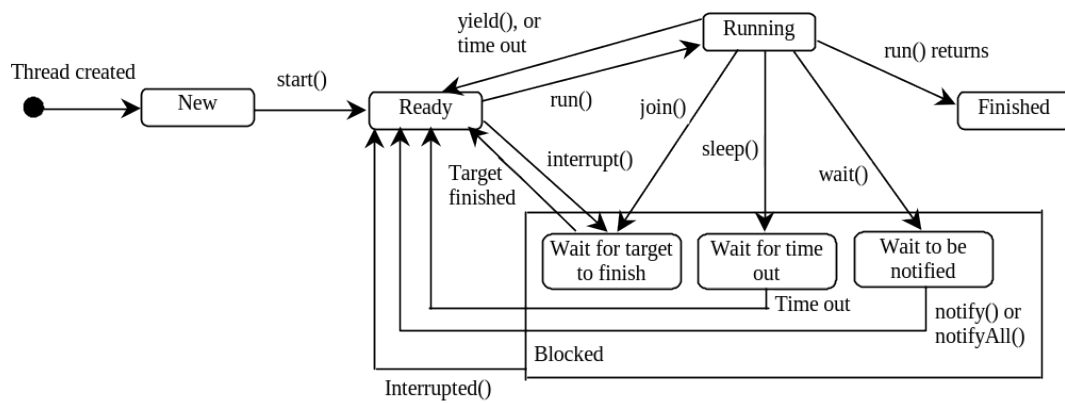 yield(), or
time out
Running
run() returns
Thread created
start()
New
Ready
run()
join()
Finished
sleep()
interrupt()
Target
finished
wait()
Wait for target
to finish
Wait for time
out
Wait to be
notified
Time out
notify() or
notifyAll()
Blocked
Interrupted()